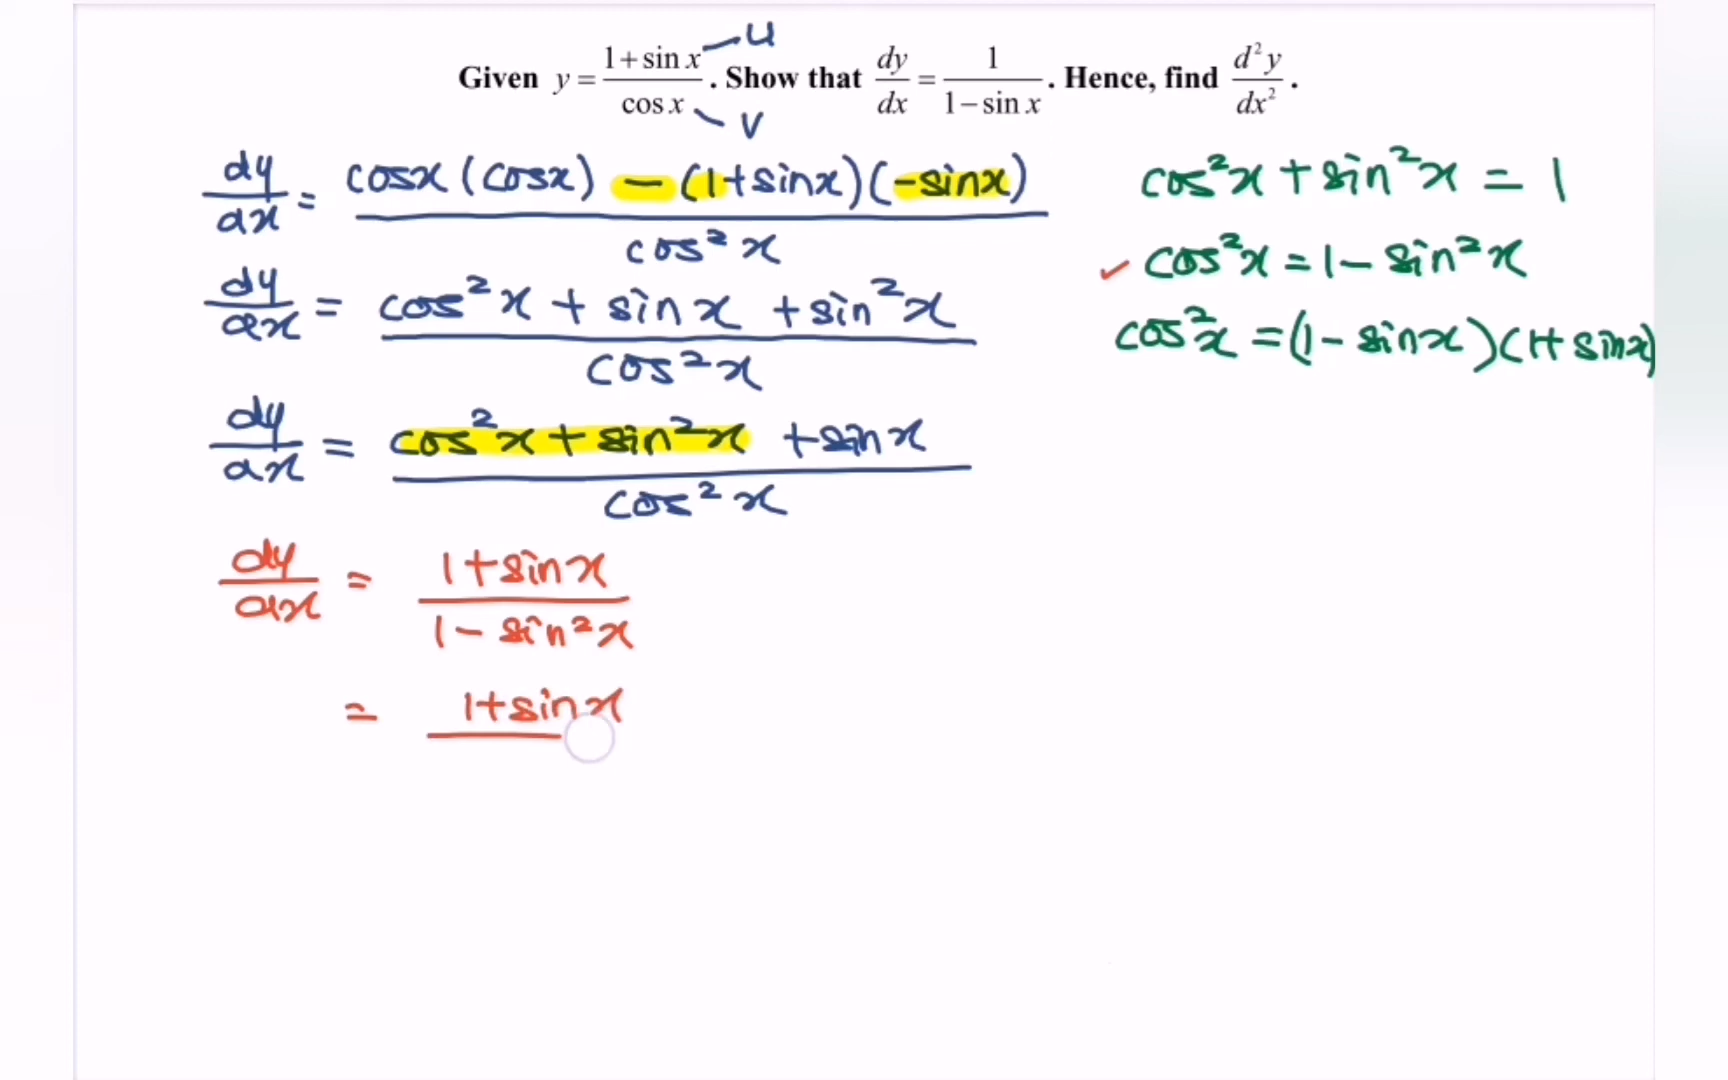 Given y = (1 + sin x)/(cos x) . Show that dy/dx = 1/(1 − sin x) . Hence, find d²y/dx² .
u
v
dy/dx = (cosx (cosx) − (1+sinx)(−sinx))/(cos²x)
dy/dx = (cos²x + sinx + sin²x)/(cos²x)
dy/dx = (cos²x + sin²x + sinx)/(cos²x)
dy/dx = (1+sinx)/(1 − sin²x)
= 1+sinx
cos²x + sin²x = 1
✓ cos²x = 1 − sin²x
cos²x = (1 − sinx)(1+ sinx)